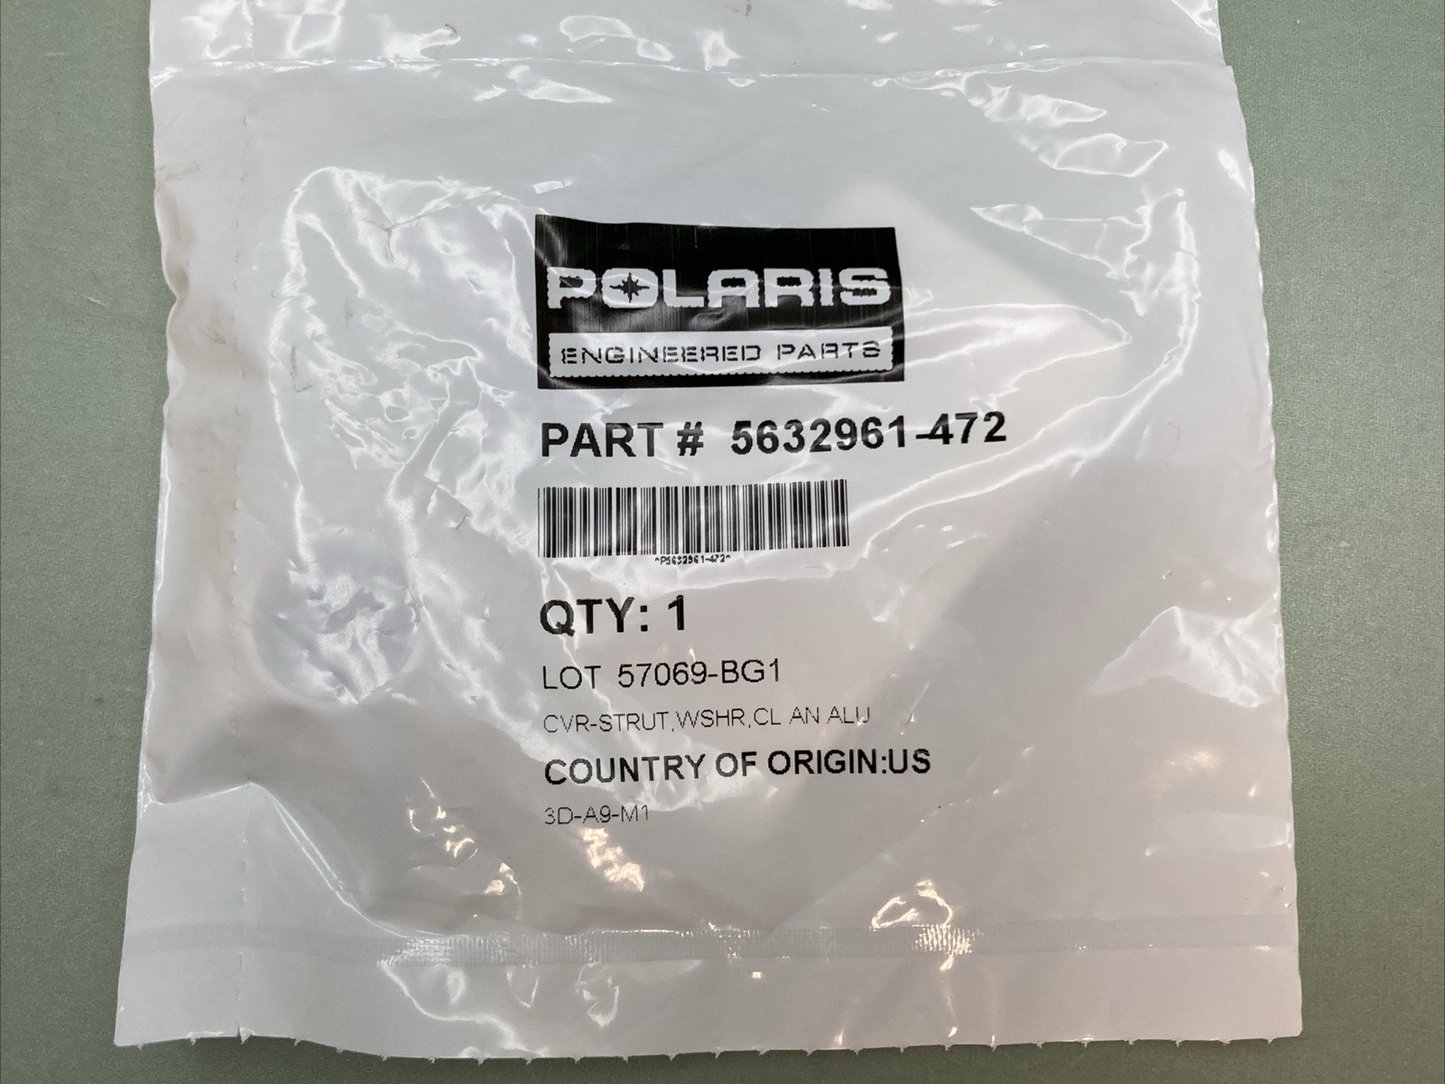 POLARIS
ENGINEERED PARTS
PART # 5632961-472
*P5632961-472*
QTY: 1
LOT 57069-BG1
CVR-STRUT,WSHR,CL AN ALU
COUNTRY OF ORIGIN:US
3D-A9-M1